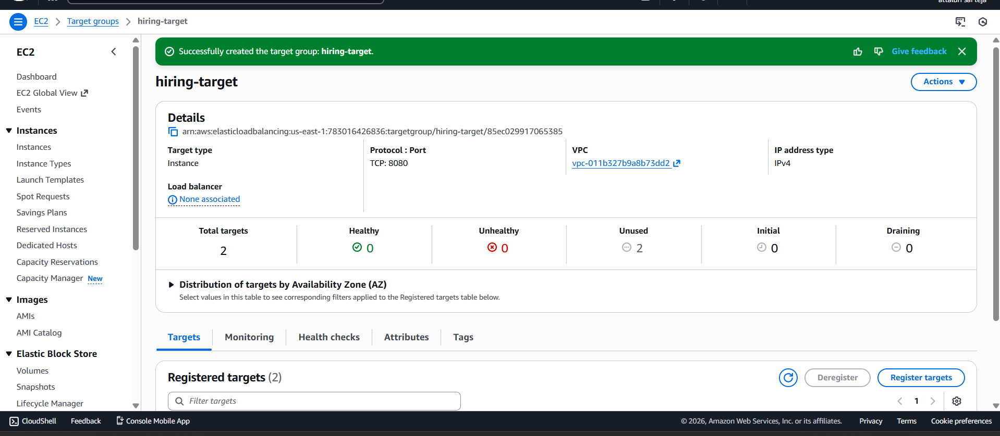 attaluri sai teja
EC2 > Target groups > hiring-target
EC2
Dashboard
EC2 Global View
Events
Instances
Instances
Instance Types
Launch Templates
Spot Requests
Savings Plans
Reserved Instances
Dedicated Hosts
Capacity Reservations
Capacity Manager New
Images
AMIs
AMI Catalog
Elastic Block Store
Volumes
Snapshots
Lifecycle Manager
Successfully created the target group: hiring-target.
Give feedback
hiring-target
Actions
Details
arn:aws:elasticloadbalancing:us-east-1:783016426836:targetgroup/hiring-target/85ec029917065385
Target type
Instance
Protocol : Port
TCP: 8080
VPC
vpc-011b327b9a8b73dd2
IP address type
IPv4
Load balancer
None associated
Total targets
2
Healthy
0
Unhealthy
0
Unused
2
Initial
0
Draining
0
Distribution of targets by Availability Zone (AZ)
Select values in this table to see corresponding filters applied to the Registered targets table below.
Targets
Monitoring
Health checks
Attributes
Tags
Registered targets (2)
Deregister
Register targets
Filter targets
1
CloudShell
Feedback
Console Mobile App
© 2026, Amazon Web Services, Inc. or its affiliates.
Privacy
Terms
Cookie preferences